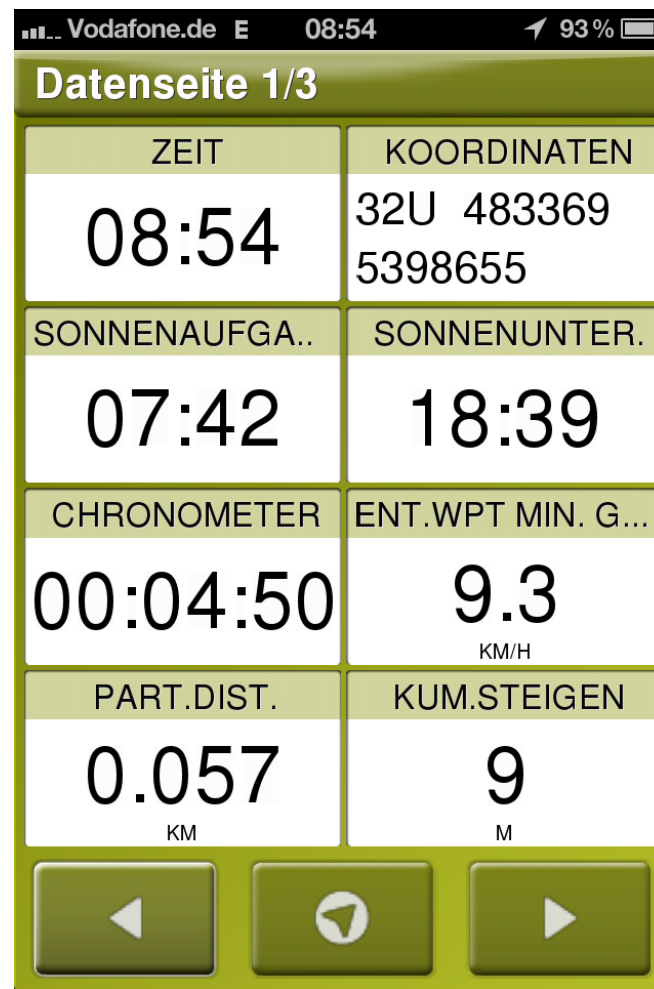 Vodafone.de E 08:54 93%
Datenseite 1/3
ZEIT
08:54
KOORDINATEN
32U 483369
5398655
SONNENAUFGA..
07:42
SONNENUNTER.
18:39
CHRONOMETER
00:04:50
ENT.WPT MIN. G...
9.3
KM/H
PART.DIST.
0.057
KM
KUM.STEIGEN
9
M